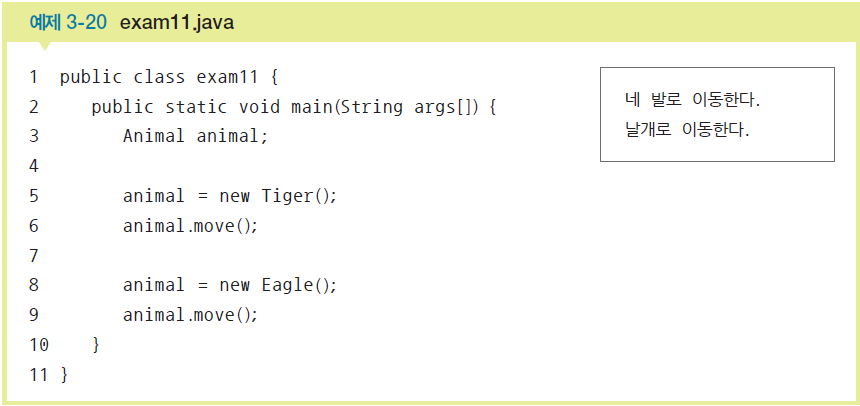 예제 3-20 exam11.java
1 public class exam11 {
2 public static void main(String args[]) {
3 Animal animal;
4
5 animal = new Tiger();
6 animal.move();
7
8 animal = new Eagle();
9 animal.move();
10 }
11 }
네 발로 이동한다.
날개로 이동한다.